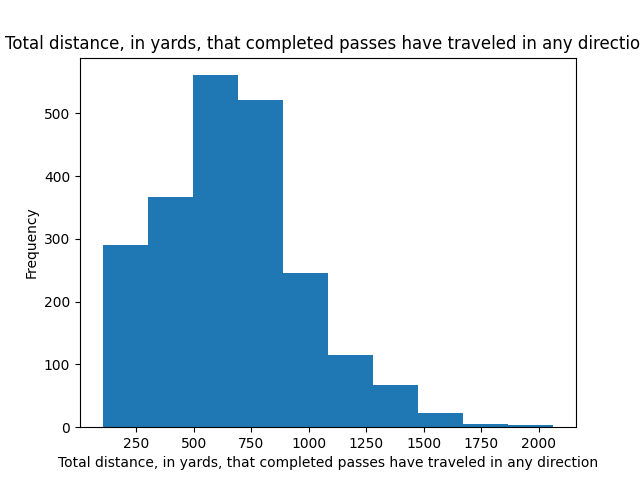 Total distance, in yards, that completed passes have traveled in any directio
500
400
300
200
100
0
Frequency
250 500 750 1000 1250 1500 1750 2000
Total distance, in yards, that completed passes have traveled in any direction